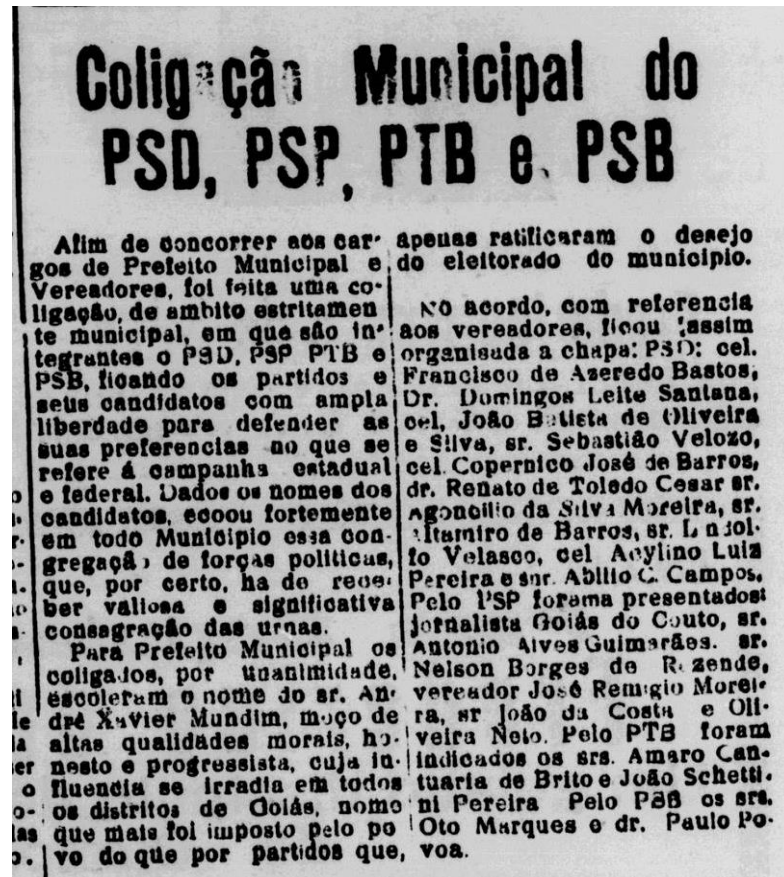 Coligação Municipal do
PSD, PSP, PTB e PSB
Afim de concorrer aos car-
gos de Prefeito Municipal e
Vereadores, foi feita uma co-
ligação, de ambito estritamen
te municipal, em que são in-
tegrantes o PSD, PSP PTB e
PSB, ficando os partidos e
seus candidatos com ampla
liberdade para defender as
suas preferencias no que se
refere á campanha estadual
e federal. Dados os nomes dos
candidatos, ecoou fortemente
em todo Municipio essa con-
gregação de forças politicas,
que, por certo, ha de rece-
ber valiosa e significativa
consagração das urnas.
Para Prefeito Municipal os
coligados, por unanimidade,
escoleram o nome do sr. An-
dré Xavier Mundim, moço de
altas qualidades morais, ho-
nesto e progressista, cuja in-
fluencia se irradia em todos
os distritos de Goiás, nome
que mais foi imposto pelo po
vo do que por partidos que,
apenas ratificaram o desejo
do eleitorado do municipio.
No acordo, com referencia
aos vereadores, ficou assim
organisada a chapa: PSD: cel.
Francisco de Azeredo Bastos,
Dr. Domingos Leite Santana,
cel, João Batista de Oliveira
e Silva, sr. Sebastião Velozo,
cel. Copernico José de Barros,
dr. Renato de Toledo Cesar sr.
Agoncilio da Silva Moreira, sr.
Altamiro de Barros, sr. Lindol-
fo Velasco, cel Acylino Luiz
Pereira e snr. Abilio C. Campos.
Pelo PSP forama presentados:
jornalista Goiás do Couto, sr.
Antonio Alves Guimarães. sr.
Nelson Borges de Rezende,
vereador José Remigio Morei-
ra, sr João da Costa e Oli-
veira Neto. Pelo PTB foram
indicados os srs. Amaro Can-
tuaria de Brito e João Schetti-
ni Pereira Pelo PSB os srs.
Oto Marques e dr. Paulo Po-
voa.